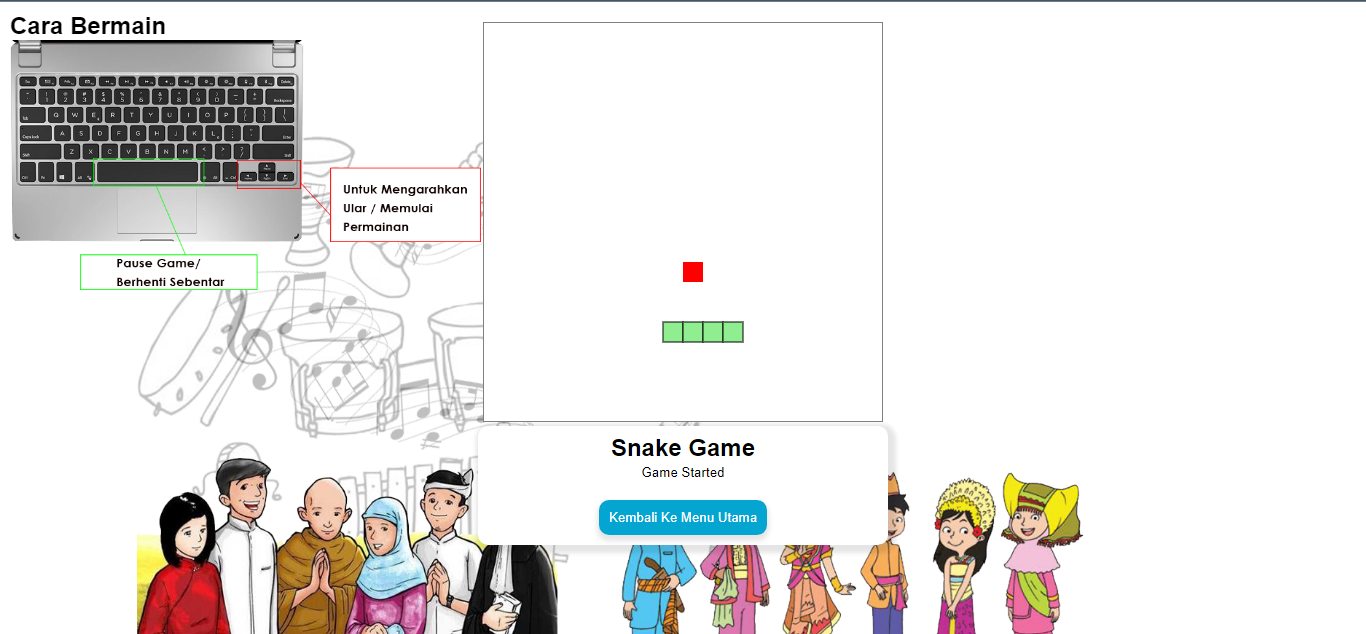 Cara Bermain
Untuk Mengarahkan
Ular / Memulai
Permainan
Pause Game/
Berhenti Sebentar
Snake Game
Game Started
Kembali Ke Menu Utama